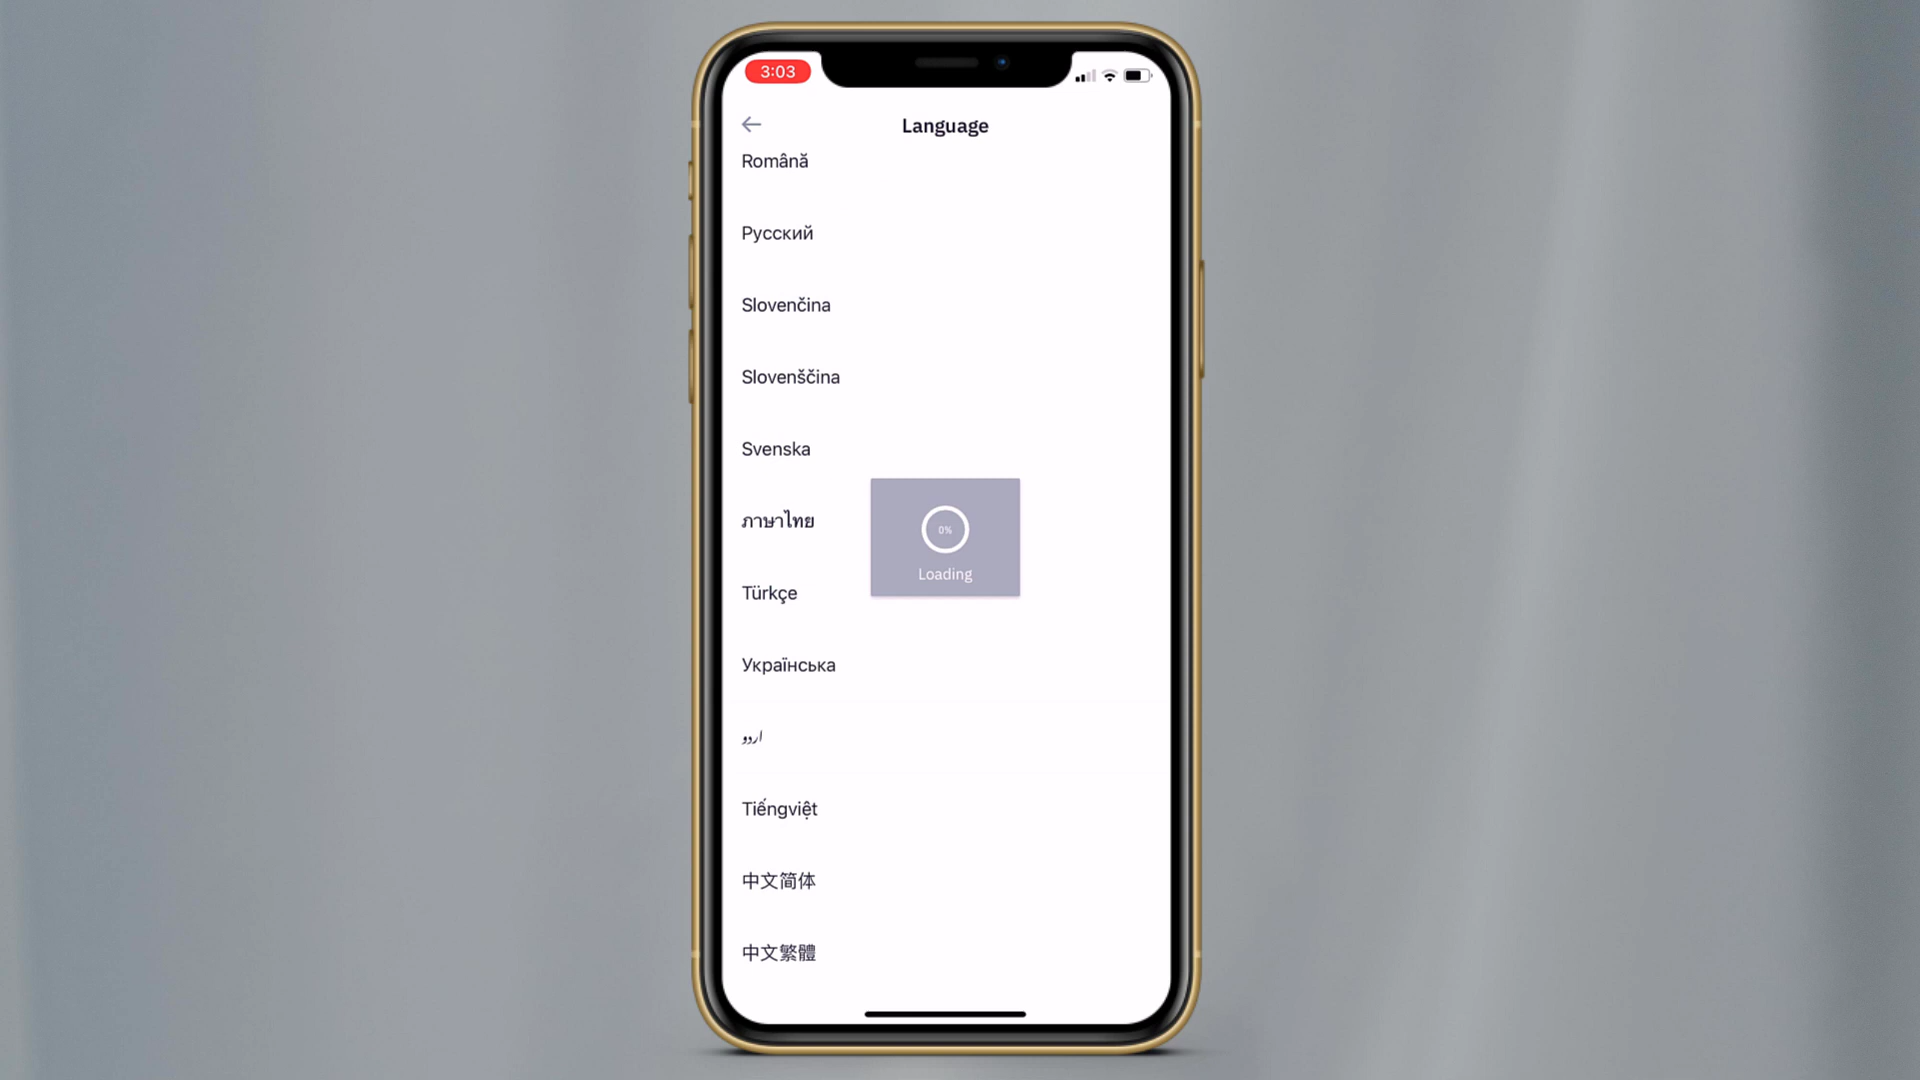 3:03
Language
Română
Русский
Slovenčina
Slovenščina
Svenska
ภาษาไทย
0%
Loading
Türkçe
Українська
اردو
Tiếngviệt
中文简体
中文繁體